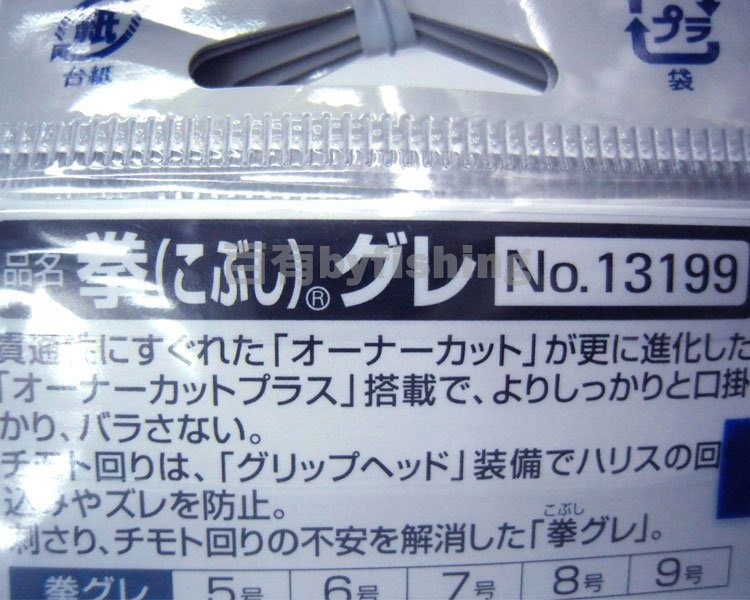 紙
台紙
プラ
袋
品名 拳(こぶし)®グレ No.13199
貫通性にすぐれた「オーナーカット」が更に進化した
「オーナーカットプラス」搭載で、よりしっかりと口掛
かり、バラさない。
チモト回りは、「グリップヘッド」装備でハリスの回
込みやズレを防止。
刺さり、チモト回りの不安を解消した「拳グレ」。
こぶし
拳グレ 5号 6号 7号 8号 9号
byfishing